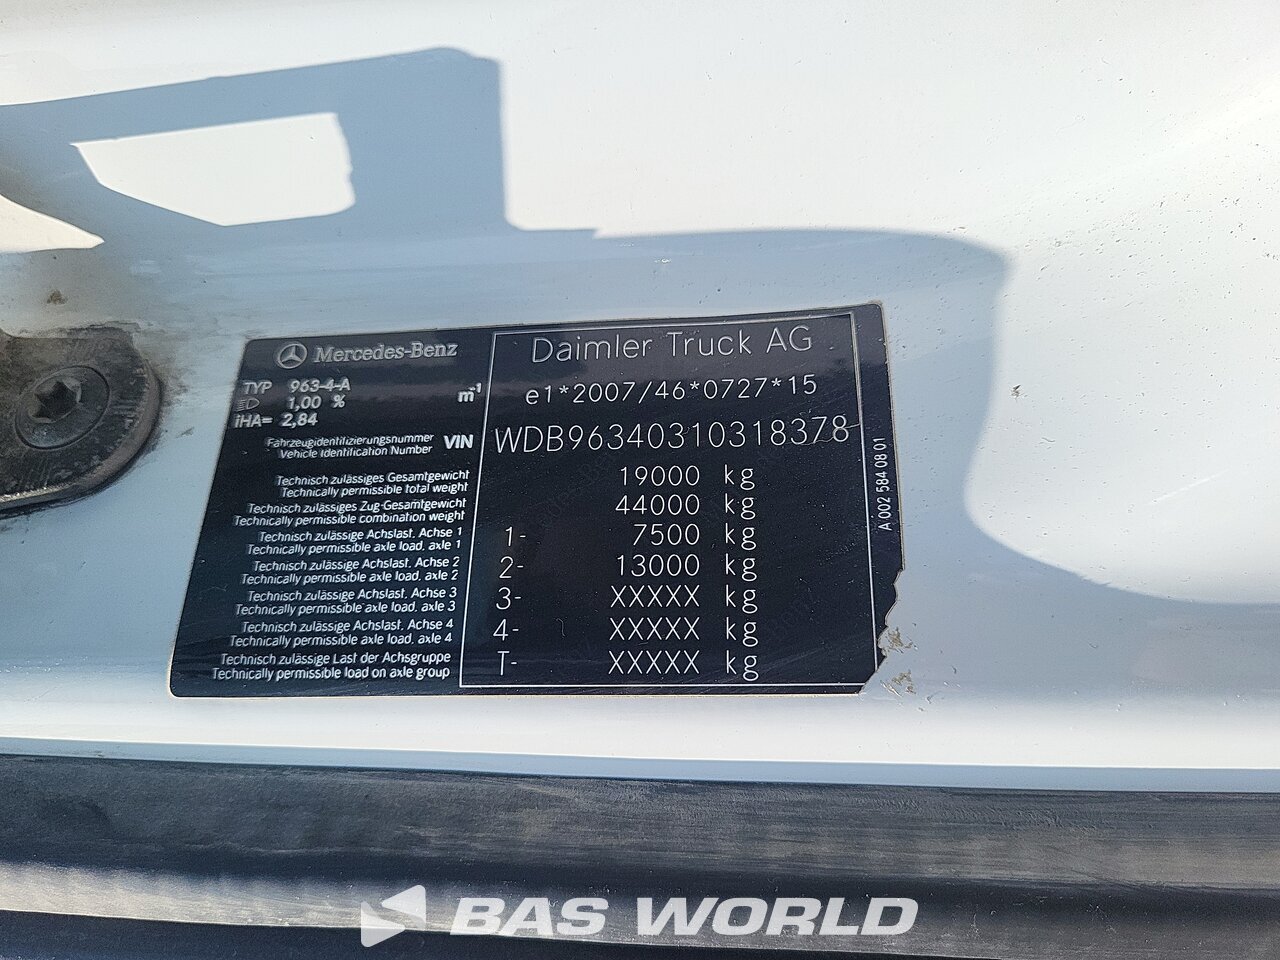 Mercedes-Benz
TYP 963-4-A
1,00 % m-1
iHA= 2,84
Daimler Truck AG
e1*2007/46*0727*15
Fahrzeugidentifizierungsnummer
Vehicle Identification Number
VIN WDB96340310318378
Technisch zulässiges Gesamtgewicht
Technically permissible total weight
19000 kg
Technisch zulässiges Zug-Gesamtgewicht
Technically permissible combination weight
44000 kg
Technisch zulässige Achslast. Achse 1
Technically permissible axle load. axle 1
1- 7500 kg
Technisch zulässige Achslast. Achse 2
Technically permissible axle load. axle 2
2- 13000 kg
Technisch zulässige Achslast. Achse 3
Technically permissible axle load. axle 3
3- XXXXX kg
Technisch zulässige Achslast. Achse 4
Technically permissible axle load. axle 4
4- XXXXX kg
Technisch zulässige Last der Achsgruppe
Technically permissible load on axle group
T- XXXXX kg
A 002 584 08 01
BAS WORLD